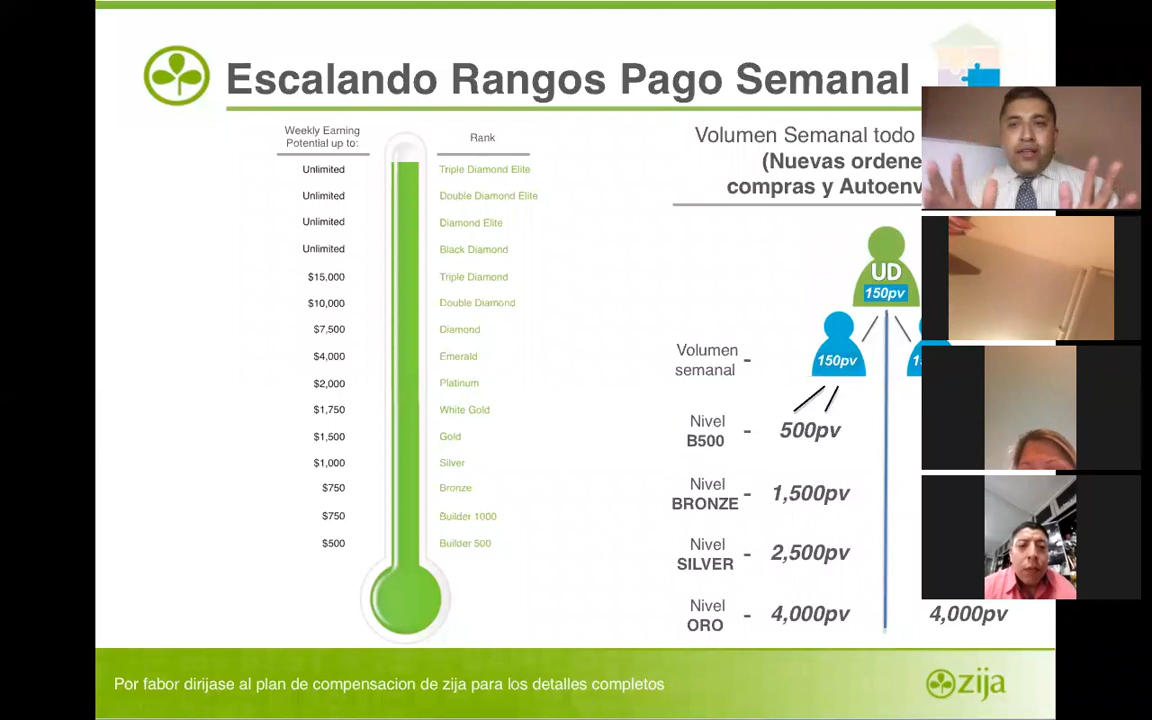 Escalando Rangos Pago Semanal
Weekly Earning
Potential up to:
Rank
Unlimited
Triple Diamond Elite
Unlimited
Double Diamond Elite
Unlimited
Diamond Elite
Unlimited
Black Diamond
$15,000
Triple Diamond
$10,000
Double Diamond
$7,500
Diamond
$4,000
Emerald
$2,000
Platinum
$1,750
White Gold
$1,500
Gold
$1,000
Silver
$750
Bronze
$750
Builder 1000
$500
Builder 500
Volumen Semanal todo
(Nuevas
compras y
UD
150pv
150pv
Volumen
semanal -
Nivel
B500 - 500pv
Nivel
BRONZE - 1,500pv
Nivel
SILVER - 2,500pv
Nivel
ORO - 4,000pv
4,000pv
Por fabor dirijase al plan de compensacion de zija para los detalles completos
zija